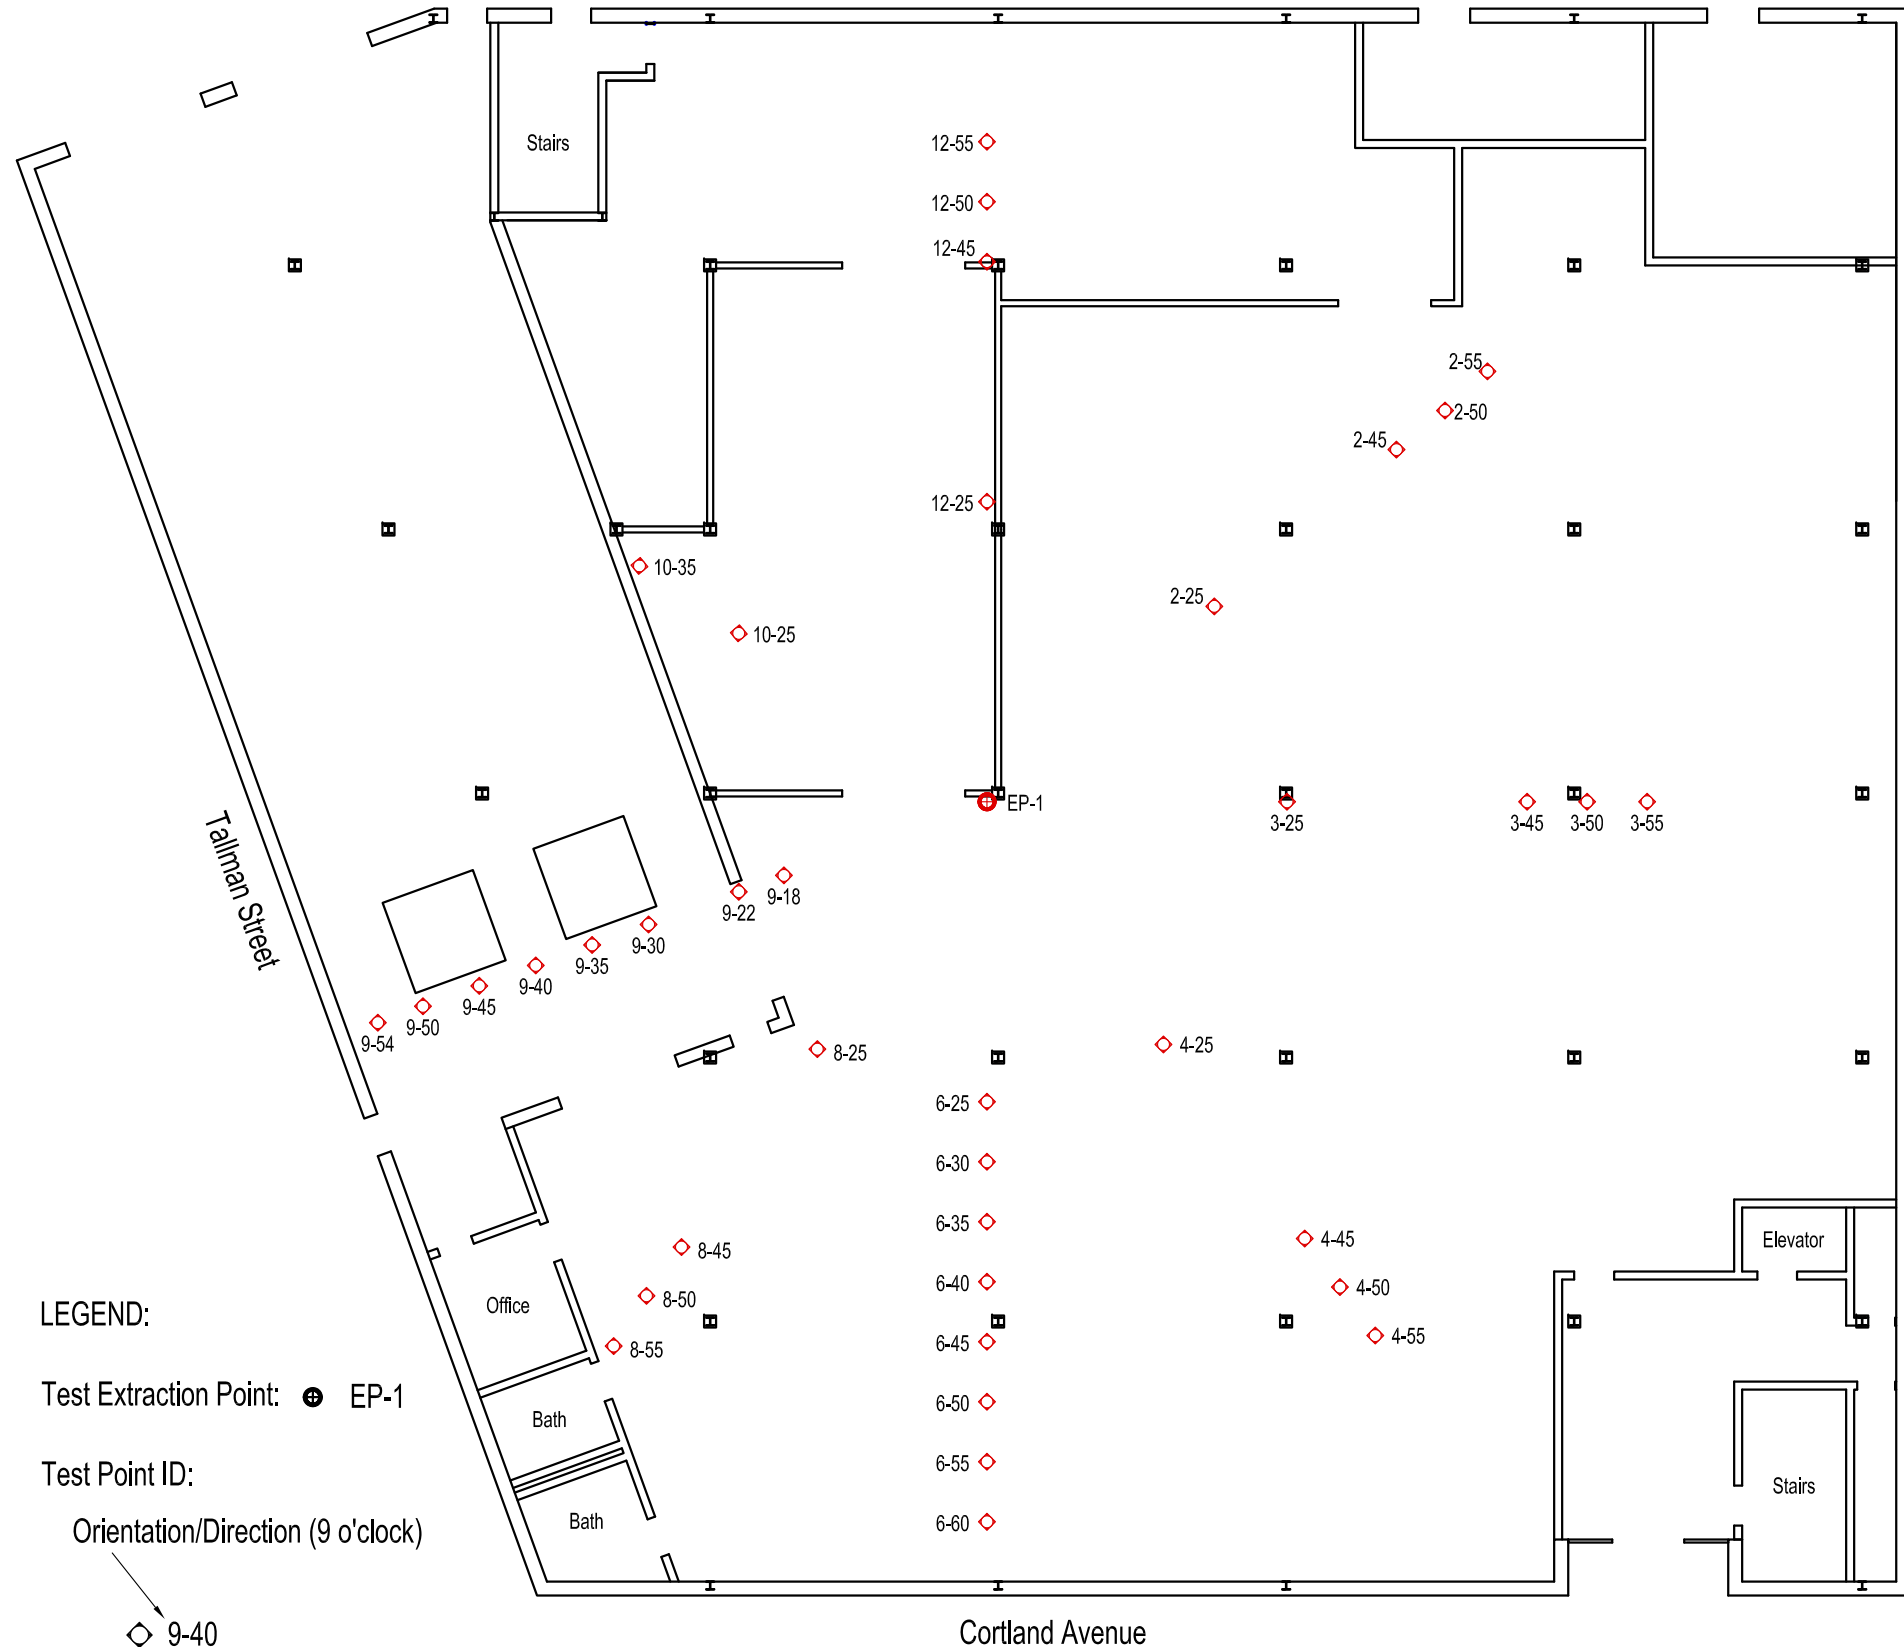 Stairs
12-55
12-50
12-45
2-55
2-50
2-45
12-25
10-35
2-25
10-25
EP-1
3-25
3-45
3-50
3-55
Tallman Street
9-18
9-22
9-30
9-35
9-40
9-45
9-50
9-54
8-25
4-25
6-25
6-30
6-35
4-45
Elevator
8-45
6-40
4-50
Office
8-50
LEGEND:
6-45
4-55
8-55
Test Extraction Point:
EP-1
6-50
Bath
6-55
Test Point ID:
Stairs
6-60
Bath
Orientation/Direction (9 o'clock)
9-40
Cortland Avenue